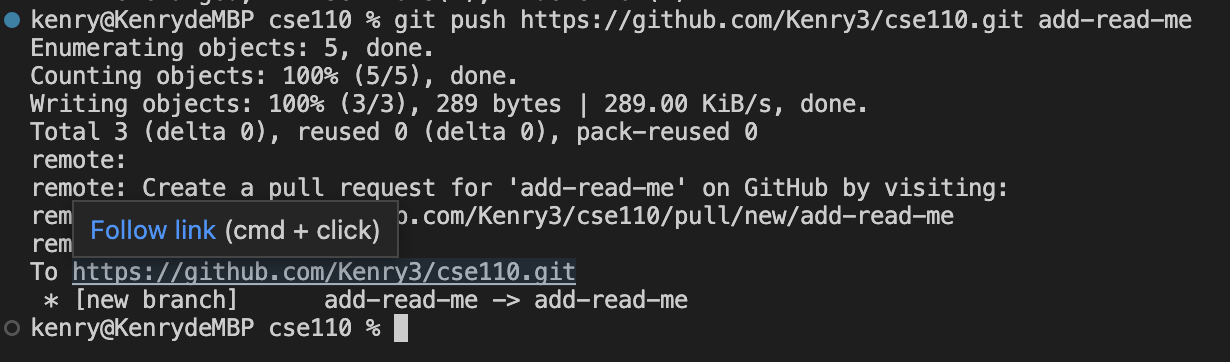 kenry@KenrydeMBP cse110 % git push https://github.com/Kenry3/cse110.git add-read-me
Enumerating objects: 5, done.
Counting objects: 100% (5/5), done.
Writing objects: 100% (3/3), 289 bytes | 289.00 KiB/s, done.
Total 3 (delta 0), reused 0 (delta 0), pack-reused 0
remote:
remote: Create a pull request for 'add-read-me' on GitHub by visiting:
rem b.com/Kenry3/cse110/pull/new/add-read-me
Follow link (cmd + click)
rem
To https://github.com/Kenry3/cse110.git
* [new branch] add-read-me -> add-read-me
kenry@KenrydeMBP cse110 %